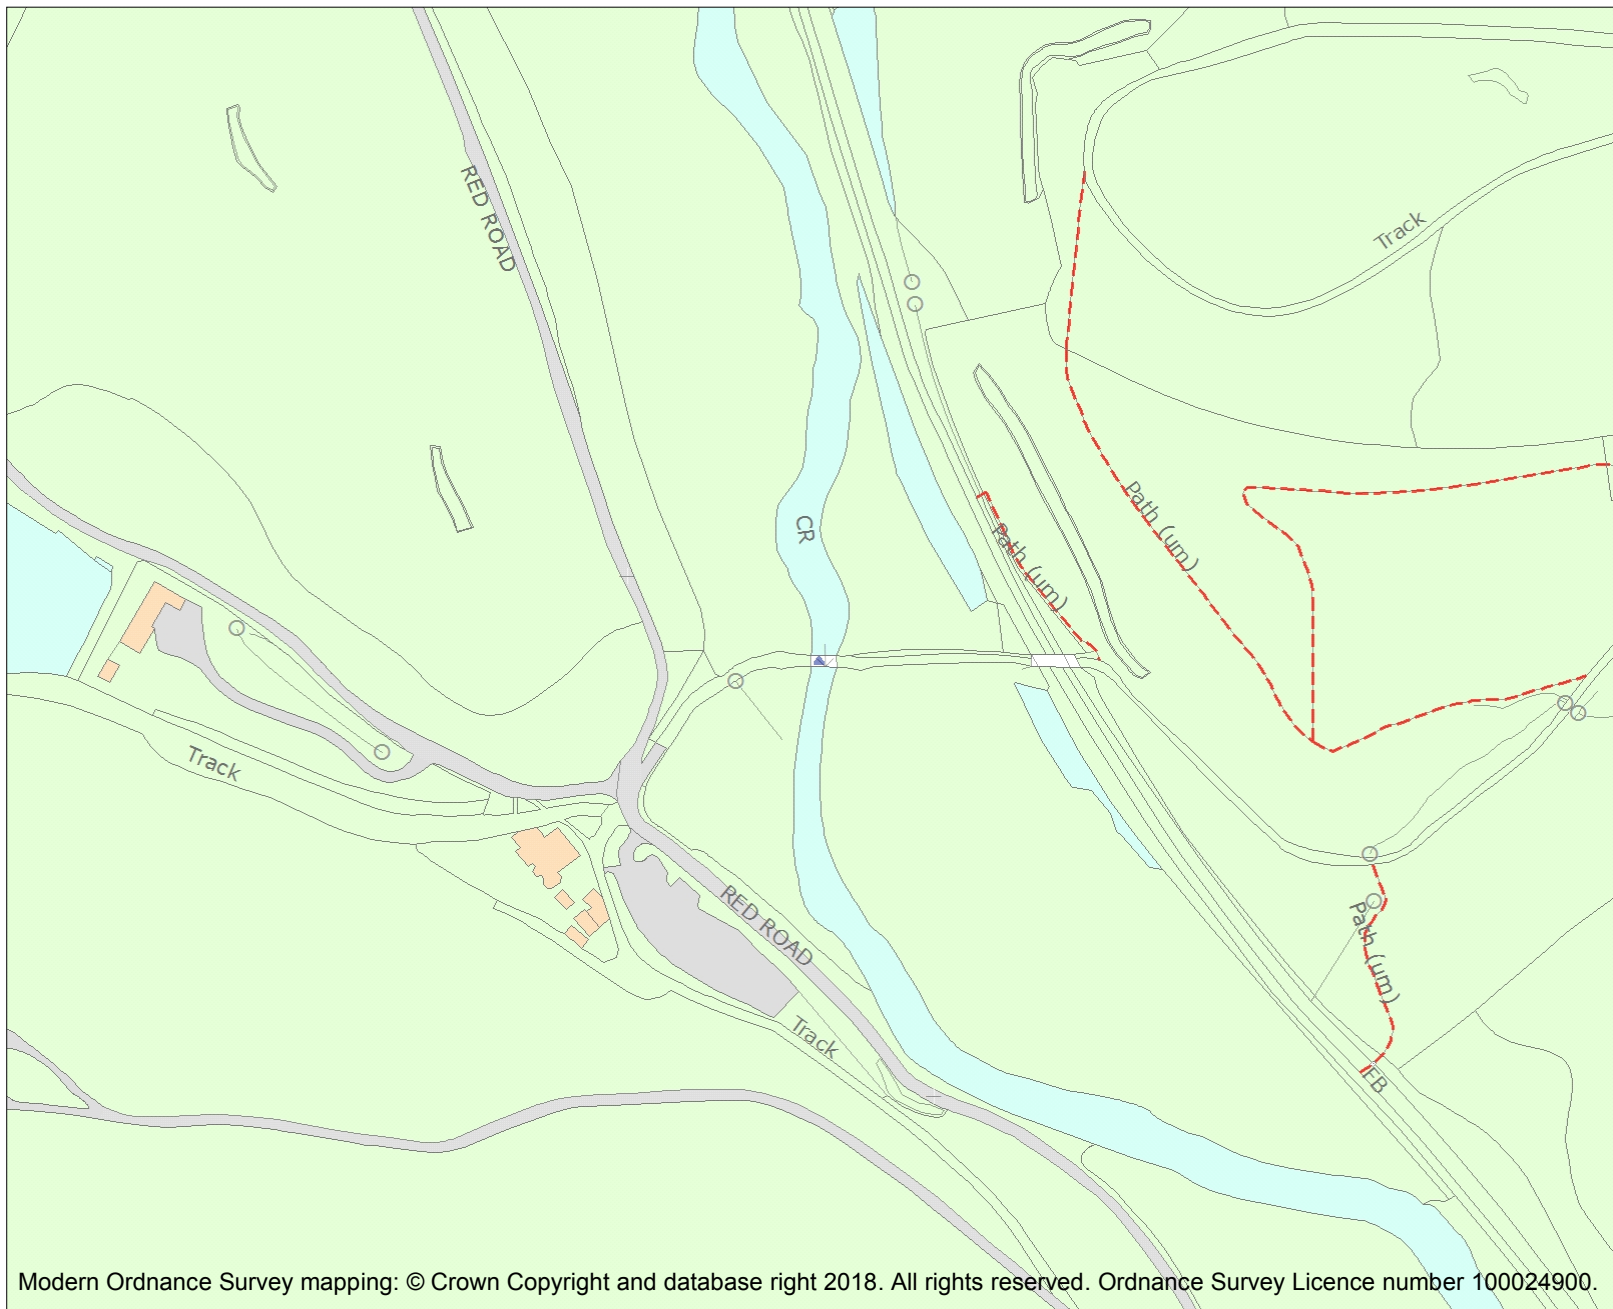 RED ROAD
Track
CR
Path (um)
Path (um)
Track
RED ROAD
Path (um)
Track
FB
Modern Ordnance Survey mapping: © Crown Copyright and database right 2018. All rights reserved. Ordnance Survey Licence number 100024900.